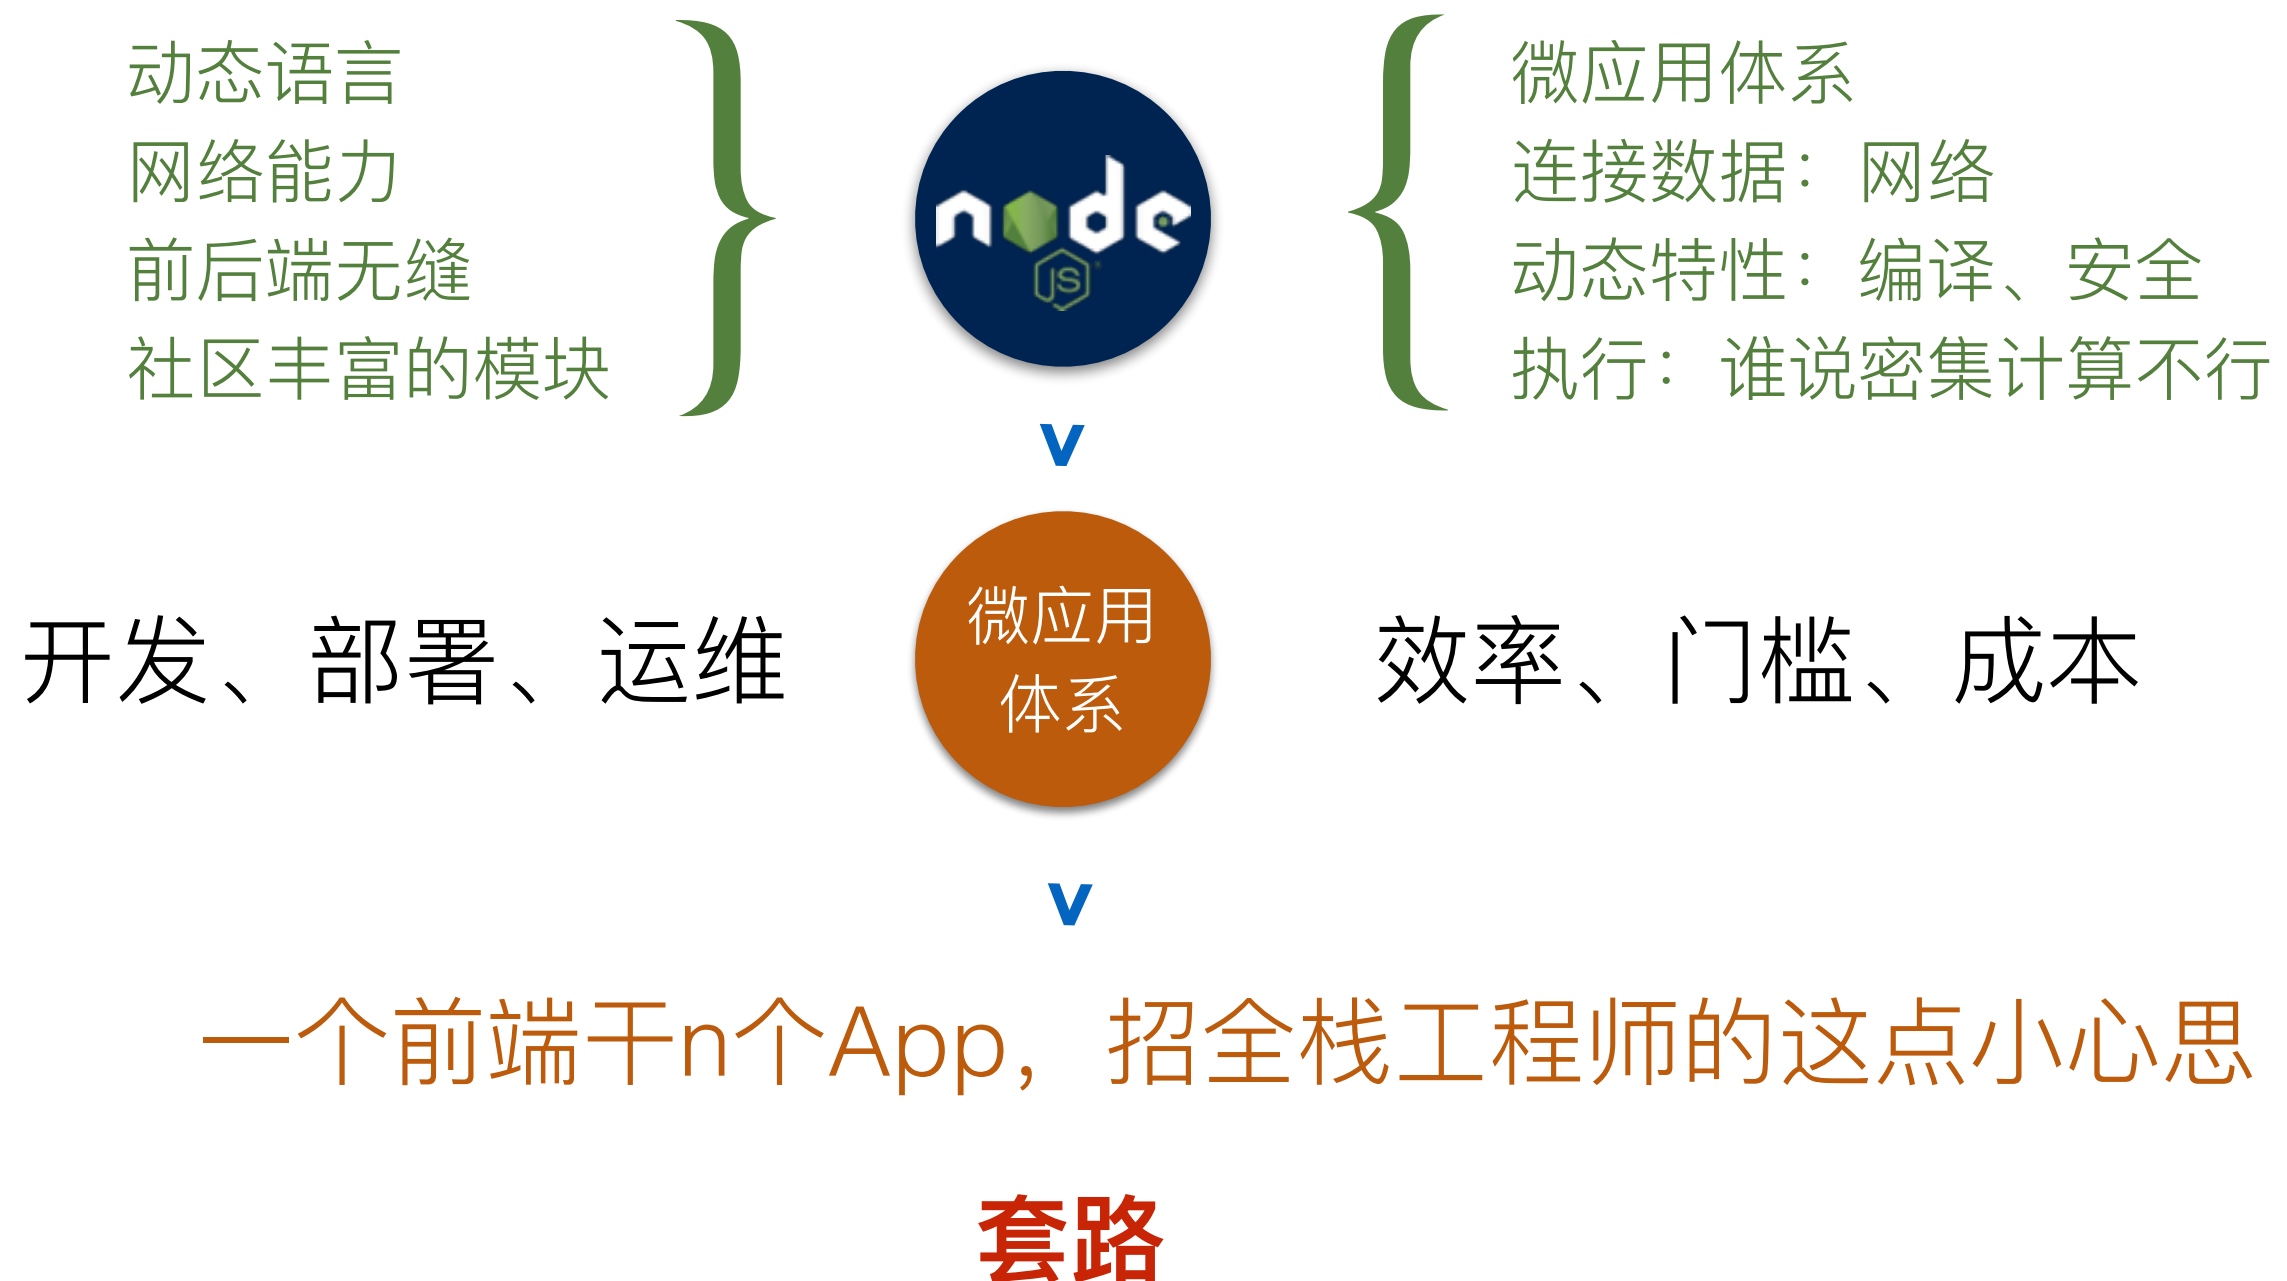 动态语言
网络能力
前后端无缝
社区丰富的模块
node
JS
微应用体系
连接数据：网络
动态特性：编译、安全
执行：谁说密集计算不行
v
开发、部署、运维
微应用
体系
效率、门槛、成本
v
一个前端干n个App，招全栈工程师的这点小心思
套路